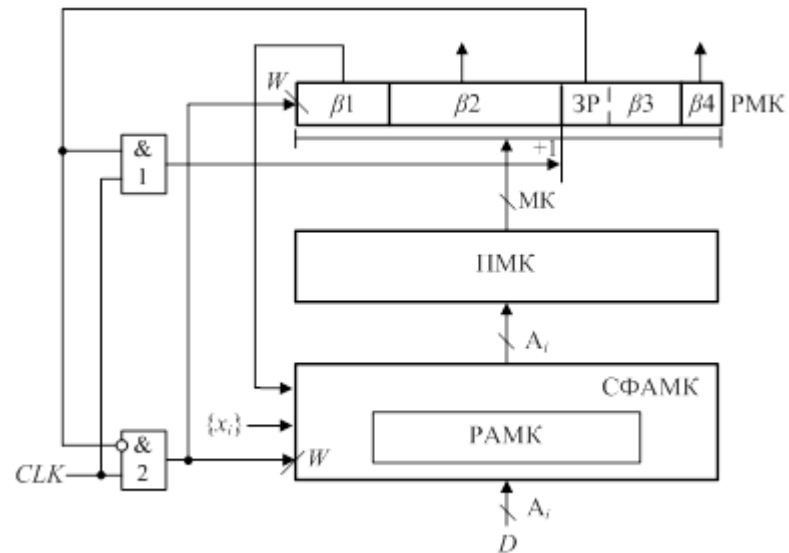 W
β1
β2
ЗР
β3
β4
РМК
&
1
+1
МК
ПМК
Ai
СФАМК
{xi}
РАМК
&
2
CLK
W
Ai
D